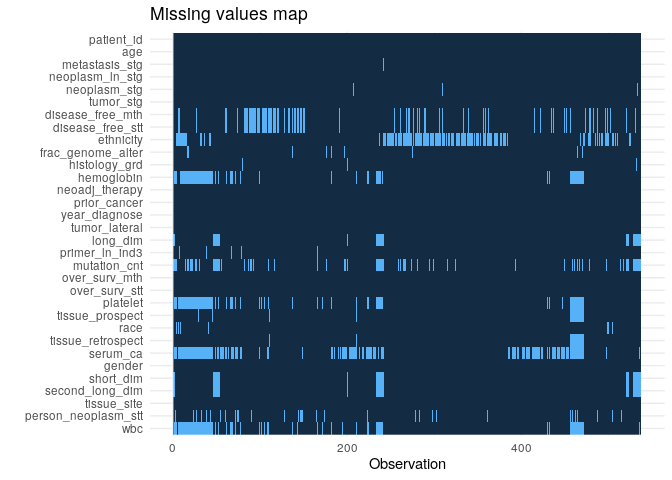 Missing values map
patient_id
age
metastasis_stg
neoplasm_ln_stg
neoplasm_stg
tumor_stg
disease_free_mth
disease_free_stt
ethnicity
frac_genome_alter
histology_grd
hemoglobin
neoadj_therapy
prior_cancer
year_diagnose
tumor_lateral
long_dim
primer_ln_ind3
mutation_cnt
over_surv_mth
over_surv_stt
platelet
tissue_prospect
race
tissue_retrospect
serum_ca
gender
short_dim
second_long_dim
tissue_site
person_neoplasm_stt
wbc
0 200 400
Observation